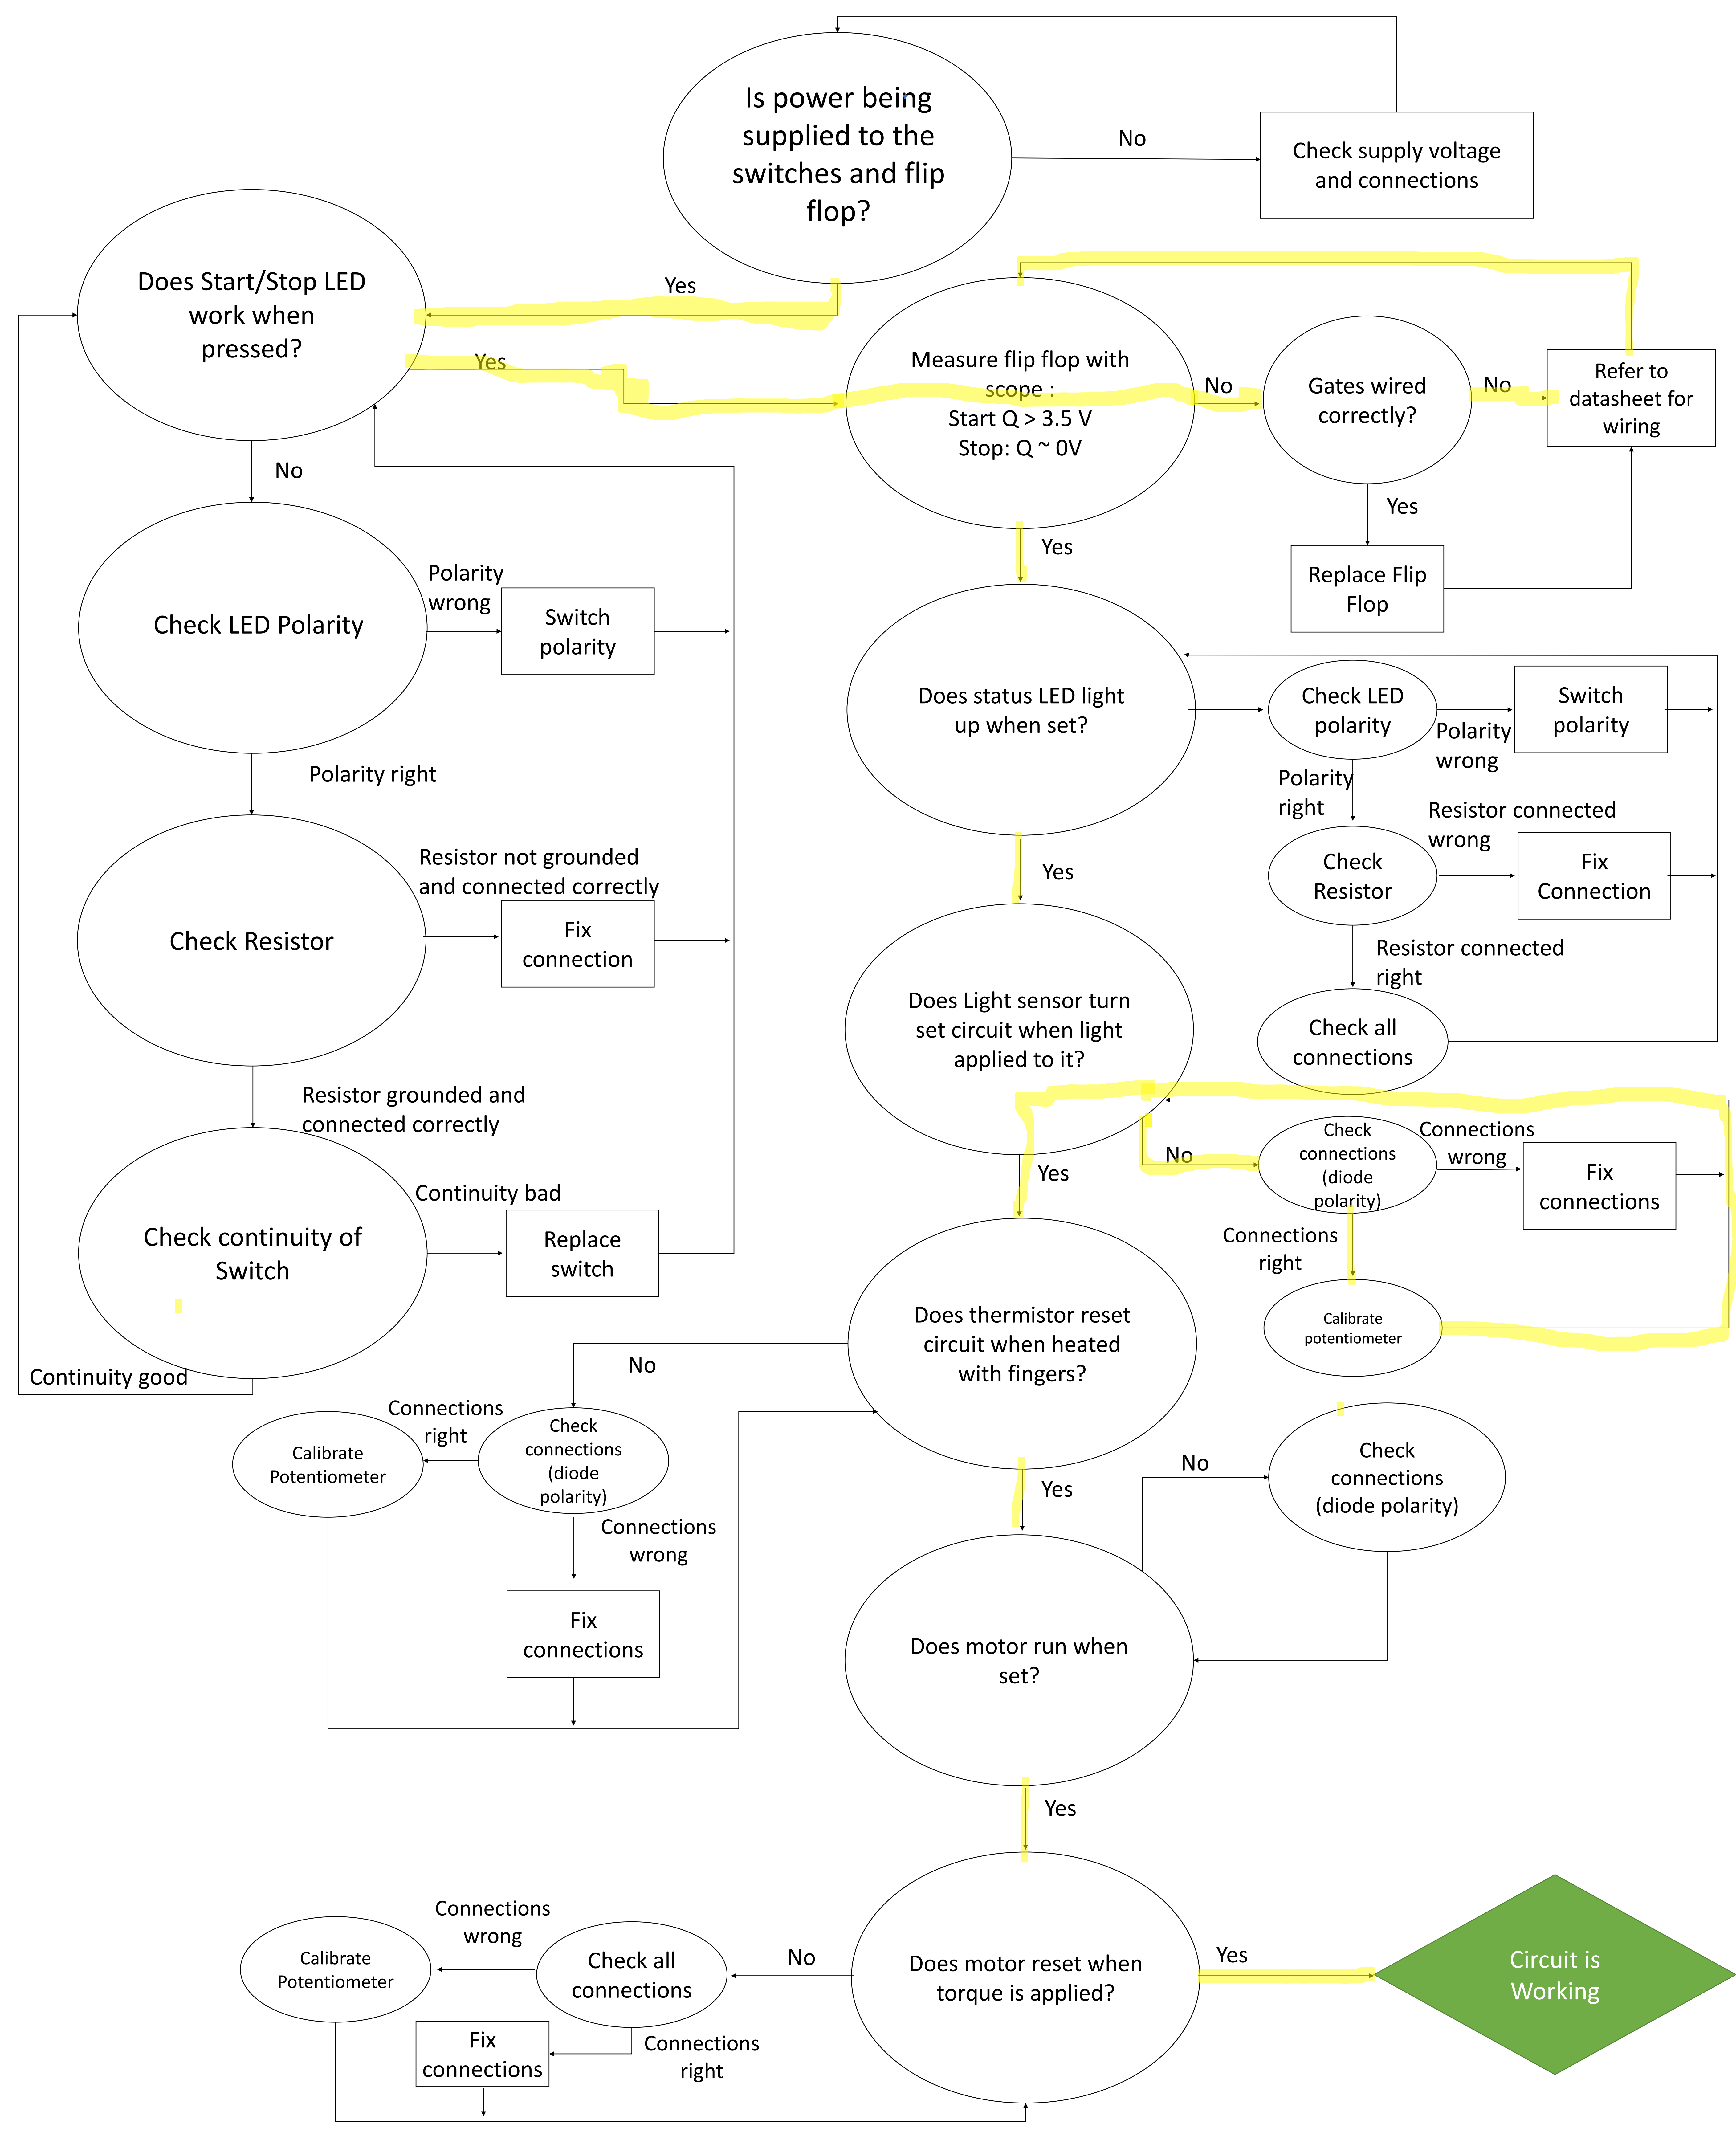 Is power being
supplied to the
switches and flip
flop?
No
Check supply voltage
and connections
Yes
Does Start/Stop LED
work when
pressed?
Yes
No
Measure flip flop with
scope :
Start Q > 3.5 V
Stop: Q ~ 0V
No
Gates wired
correctly?
No
Refer to
datasheet for
wiring
Yes
Replace Flip
Flop
Yes
Check LED Polarity
Polarity
wrong
Switch
polarity
Polarity right
Check Resistor
Resistor not grounded
and connected correctly
Fix
connection
Resistor grounded and
connected correctly
Check continuity of
Switch
Continuity bad
Replace
switch
Continuity good
Does status LED light
up when set?
Check LED
polarity
Polarity
wrong
Switch
polarity
Polarity
right
Check
Resistor
Resistor connected
wrong
Fix
Connection
Resistor connected
right
Check all
connections
Yes
Does Light sensor turn
set circuit when light
applied to it?
No
Check
connections
(diode
polarity)
Connections
wrong
Fix
connections
Connections
right
Calibrate
potentiometer
Yes
Does thermistor reset
circuit when heated
with fingers?
No
Check
connections
(diode
polarity)
Connections
right
Calibrate
Potentiometer
Connections
wrong
Fix
connections
Yes
Does motor run when
set?
No
Check
connections
(diode polarity)
Yes
Does motor reset when
torque is applied?
No
Check all
connections
Connections
wrong
Calibrate
Potentiometer
Connections
right
Fix
connections
Yes
Circuit is
Working